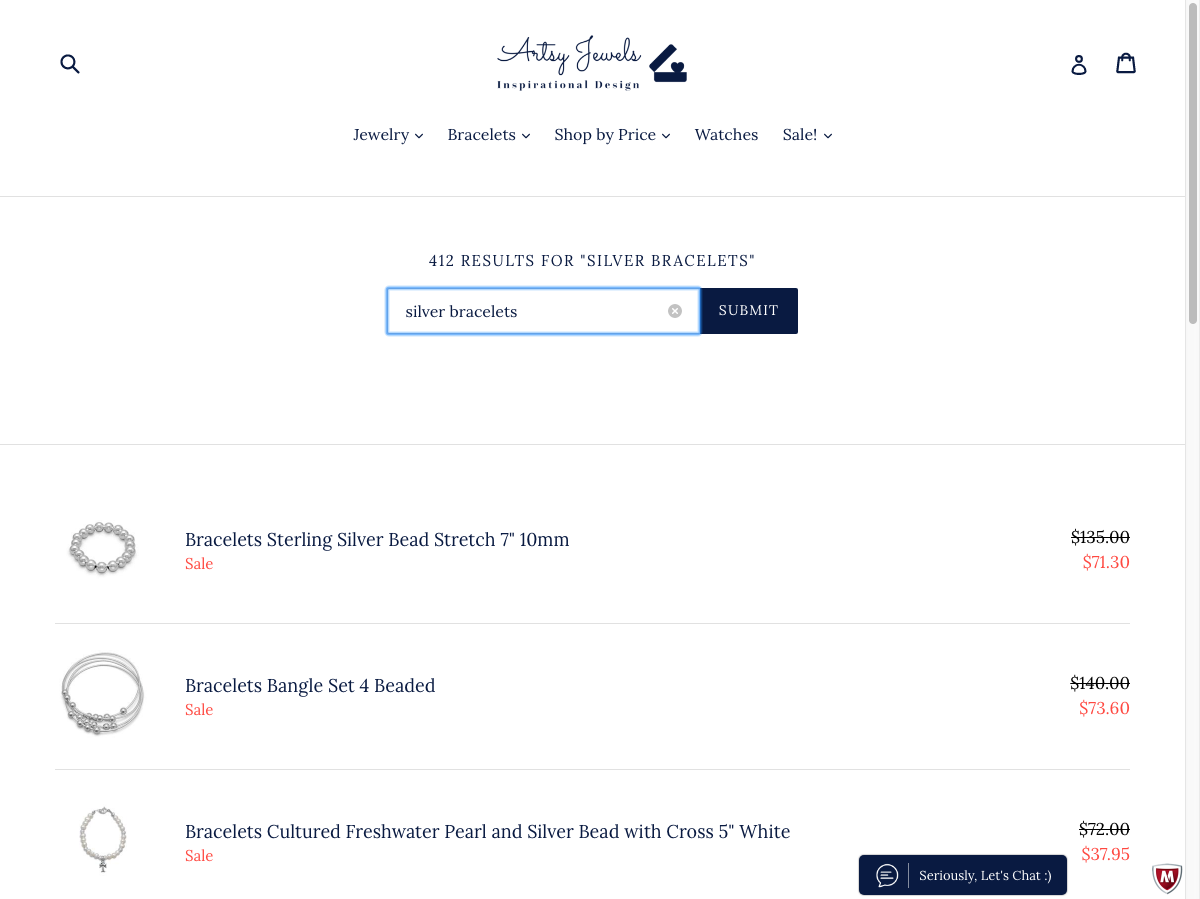 Artsy Jewels
Inspirational Design
Jewelry
Bracelets
Shop by Price
Watches
Sale!
412 RESULTS FOR "SILVER BRACELETS"
silver bracelets
SUBMIT
Bracelets Sterling Silver Bead Stretch 7" 10mm
Sale
$135.00
$71.30
Bracelets Bangle Set 4 Beaded
Sale
$140.00
$73.60
Bracelets Cultured Freshwater Pearl and Silver Bead with Cross 5" White
Sale
$72.00
$37.95
Seriously, Let's Chat :)
M